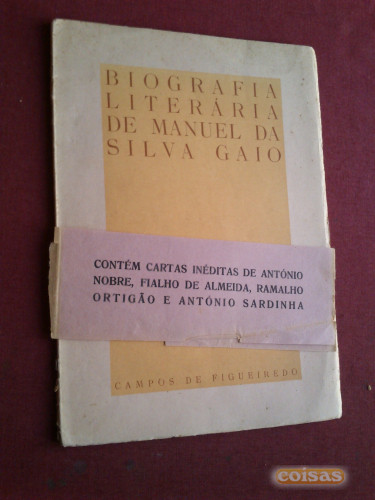 BIOGRAFIA
LITERÁRIA
DE MANUEL DA
SILVA GAIO
CONTÉM CARTAS INÉDITAS DE ANTÓNIO
NOBRE, FIALHO DE ALMEIDA, RAMALHO
ORTIGÃO E ANTÓNIO SARDINHA
CAMPOS DE FIGUEIREDO
coisas